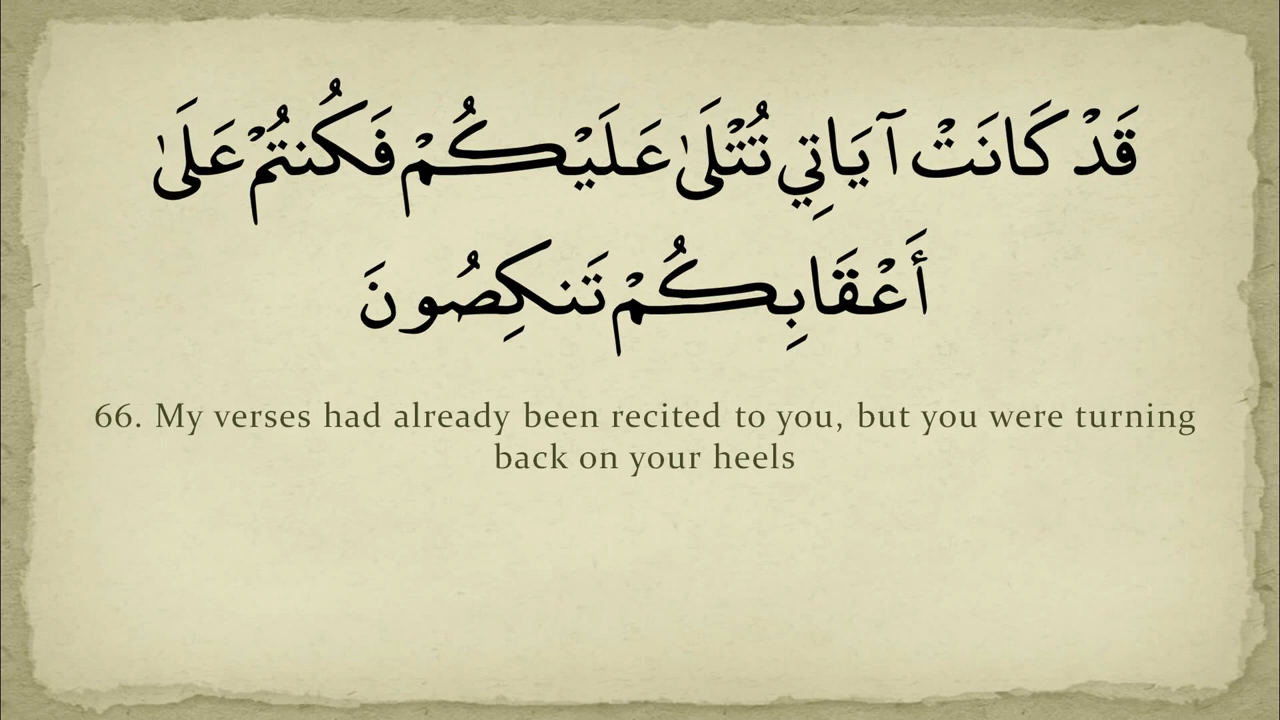 قَدْ كَانَتْ آيَاتِي تُتْلَىٰ عَلَيْكُمْ فَكُنتُمْ عَلَىٰ
أَعْقَابِكُمْ تَنكِصُونَ
66. My verses had already been recited to you, but you were turning
back on your heels